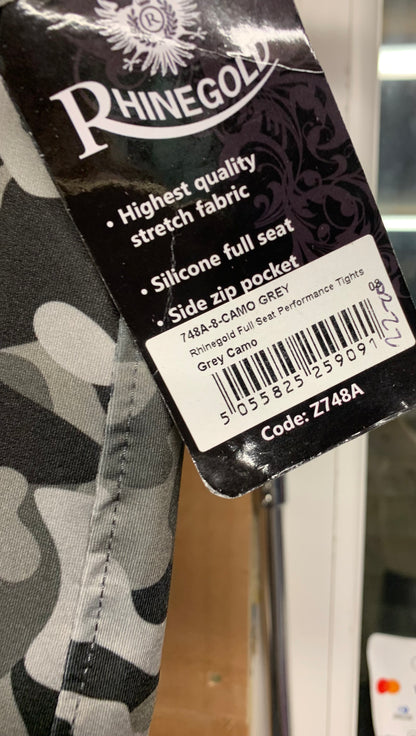 R
RHINEGOLD
• Highest quality
stretch fabric
• Silicone full seat
• Side zip pocket
748A-8-CAMO GREY
Rhinegold Full Seat Performance Tights
Grey Camo
5 055825 259091
Code: Z748A